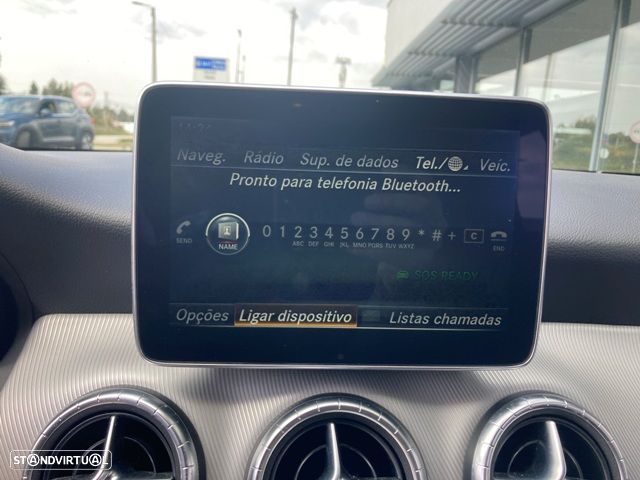 Naveg. Rádio Sup. de dados Tel./ Veíc.
Pronto para telefonia Bluetooth...
SEND NAME 0 1 2 3 4 5 6 7 8 9 * # + C END
ABC DEF GHI JKL MNO PQRS TUV WXYZ
SOS READY
Opções Ligar dispositivo Listas chamadas
STANDVIRTUAL